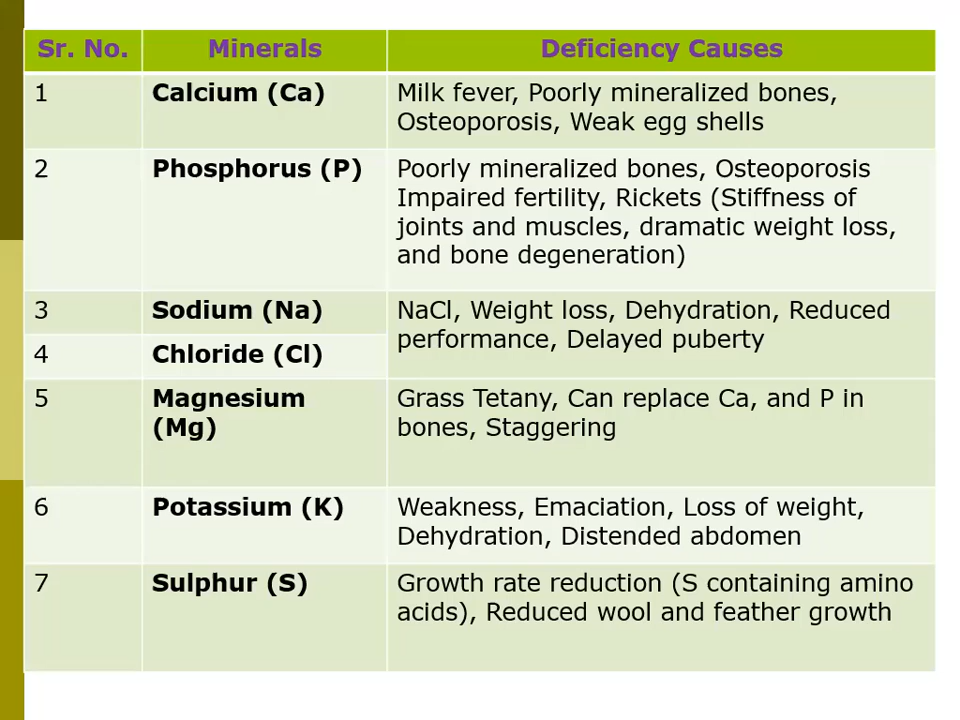 Sr. No. Minerals Deficiency Causes
1 Calcium (Ca) Milk fever, Poorly mineralized bones,
Osteoporosis, Weak egg shells
2 Phosphorus (P) Poorly mineralized bones, Osteoporosis
Impaired fertility, Rickets (Stiffness of
joints and muscles, dramatic weight loss,
and bone degeneration)
3 Sodium (Na) NaCl, Weight loss, Dehydration, Reduced
performance, Delayed puberty
4 Chloride (Cl)
5 Magnesium Grass Tetany, Can replace Ca, and P in
(Mg) bones, Staggering
6 Potassium (K) Weakness, Emaciation, Loss of weight,
Dehydration, Distended abdomen
7 Sulphur (S) Growth rate reduction (S containing amino
acids), Reduced wool and feather growth